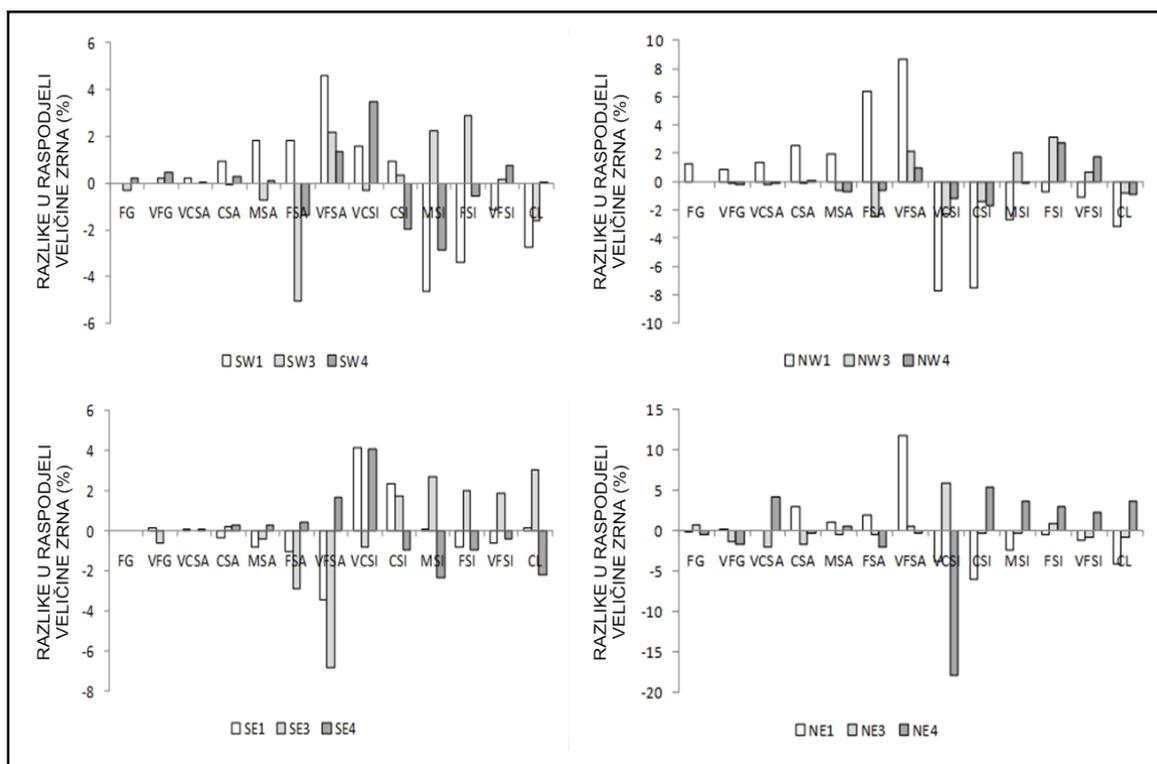 RAZLIKE U RASPODJELI
VELIČINE ZRNA (%)
6
4
2
0
-2
-4
-6
FG VFG VCSA CSA MSA FSA VFSA VCSI CSI MSI FSI VFSI CL
SW1 SW3 SW4
RAZLIKE U RASPODJELI
VELIČINE ZRNA (%)
10
8
6
4
2
0
-2
-4
-6
-8
-10
FG VFG VCSA CSA MSA FSA VFSA VCSI CSI MSI FSI VFSI CL
NW1 NW3 NW4
RAZLIKE U RASPODJELI
VELIČINE ZRNA (%)
6
4
2
0
-2
-4
-6
-8
FG VFG VCSA CSA MSA FSA VFSA VCSI CSI MSI FSI VFSI CL
SE1 SE3 SE4
RAZLIKE U RASPODJELI
VELIČINE ZRNA (%)
15
10
5
0
-5
-10
-15
-20
FG VFG VCSA CSA MSA FSA VFSA VCSI CSI MSI FSI VFSI CL
NE1 NE3 NE4